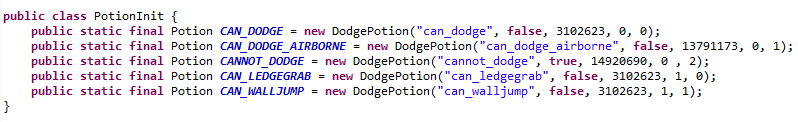 public class PotionInit {
    public static final Potion CAN_DODGE = new DodgePotion("can_dodge", false, 3102623, 0, 0);
    public static final Potion CAN_DODGE_AIRBORNE = new DodgePotion("can_dodge_airborne", false, 13791173, 0, 1);
    public static final Potion CANNOT_DODGE = new DodgePotion("cannot_dodge", true, 14920690, 0 , 2);
    public static final Potion CAN_LEDGEGRAB = new DodgePotion("can_ledgegrab", false, 3102623, 1, 0);
    public static final Potion CAN_WALLJUMP = new DodgePotion("can_walljump", false, 3102623, 1, 1);
}